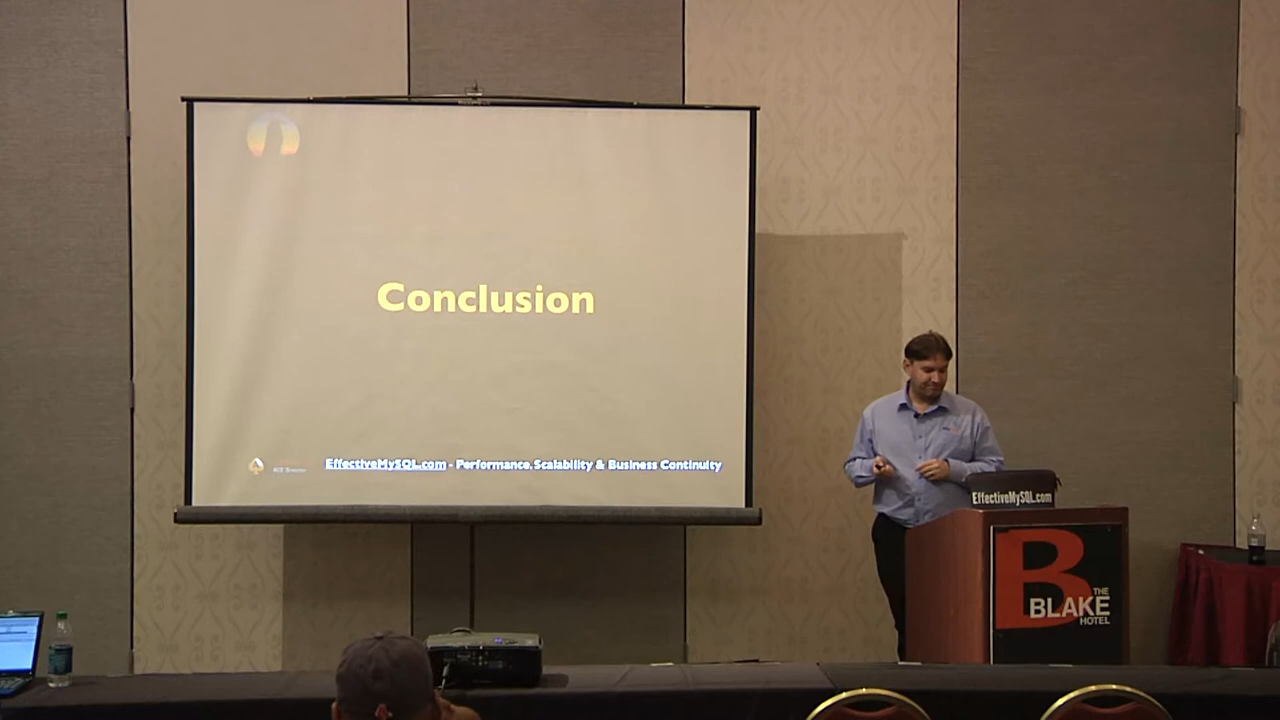 Conclusion
EffectiveMySQL.com - Performance, Scalability & Business Continuity
EffectiveMySQL.com
B
THE
BLAKE
HOTEL